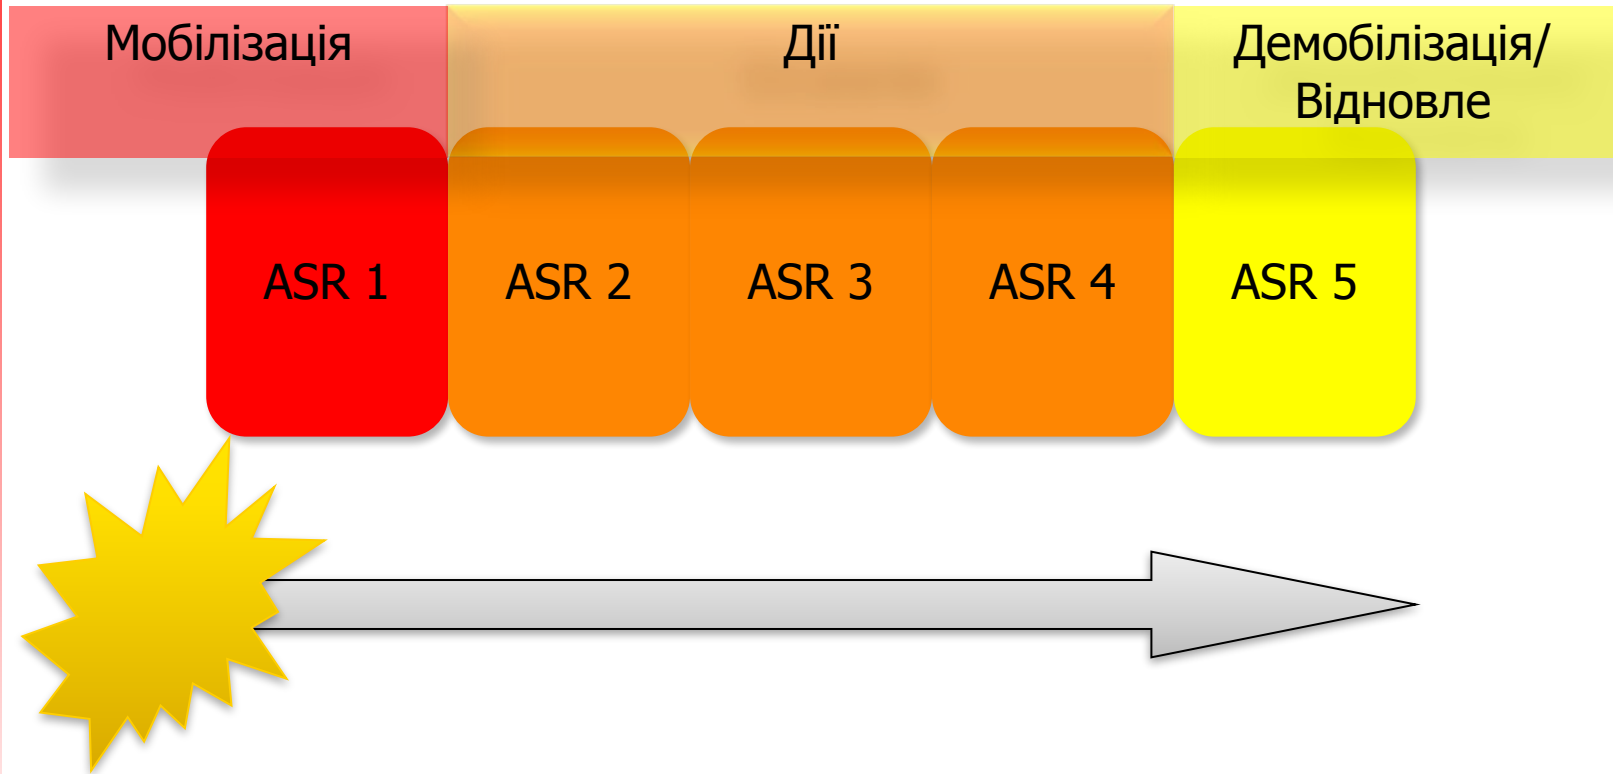 Мобілізація
Дії
Демобілізація/
Відновле
ASR 1
ASR 2
ASR 3
ASR 4
ASR 5